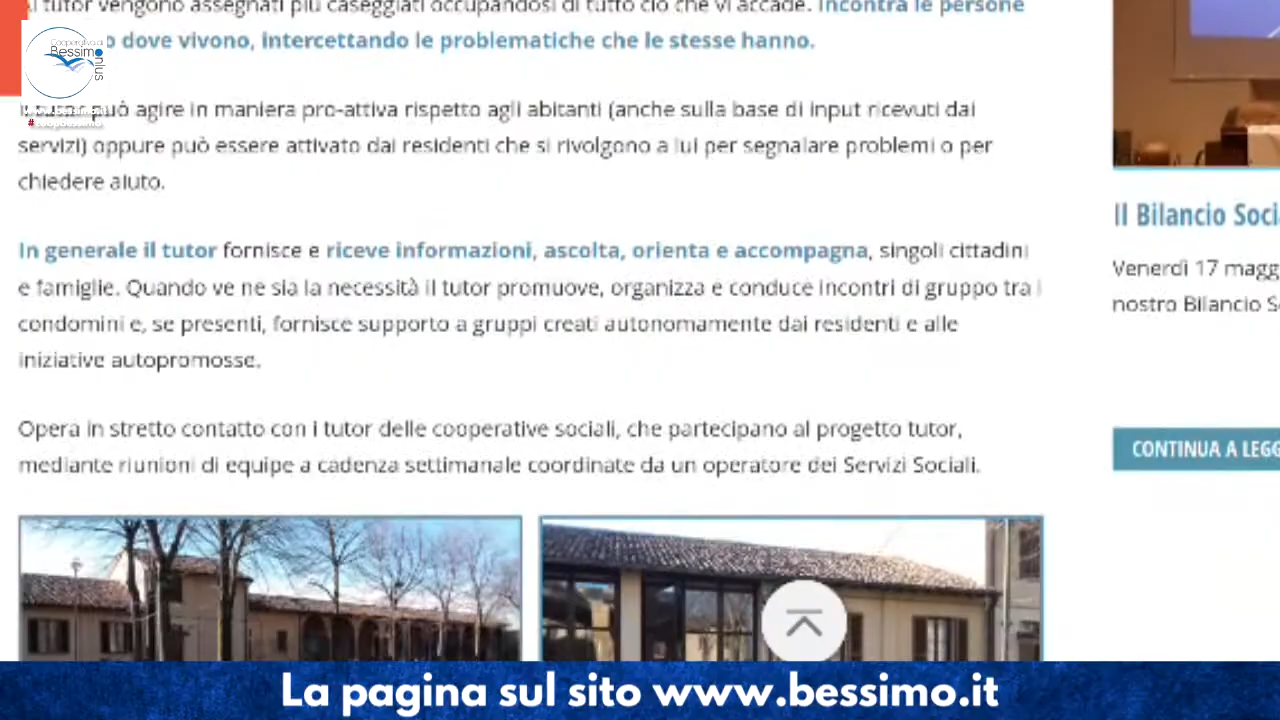 Ai tutor vengono assegnati più caseggiati occupandosi di tutto ciò che vi accade. Incontra le persone
dove vivono, intercettando le problematiche che le stesse hanno.
Cooperativa di
Bessimo
onlus
può agire in maniera pro-attiva rispetto agli abitanti (anche sulla base di input ricevuti dai
servizi) oppure può essere attivato dai residenti che si rivolgono a lui per segnalare problemi o per
chiedere aiuto.
In generale il tutor fornisce e riceve informazioni, ascolta, orienta e accompagna, singoli cittadini
e famiglie. Quando ve ne sia la necessità il tutor promuove, organizza e conduce incontri di gruppo tra i
condomini e, se presenti, fornisce supporto a gruppi creati autonomamente dai residenti e alle
iniziative autopromosse.
Opera in stretto contatto con i tutor delle cooperative sociali, che partecipano al progetto tutor,
mediante riunioni di equipe a cadenza settimanale coordinate da un operatore dei Servizi Sociali.
Il Bilancio Soci
Venerdì 17 magg
nostro Bilancio S
CONTINUA A LEGG
La pagina sul sito www.bessimo.it